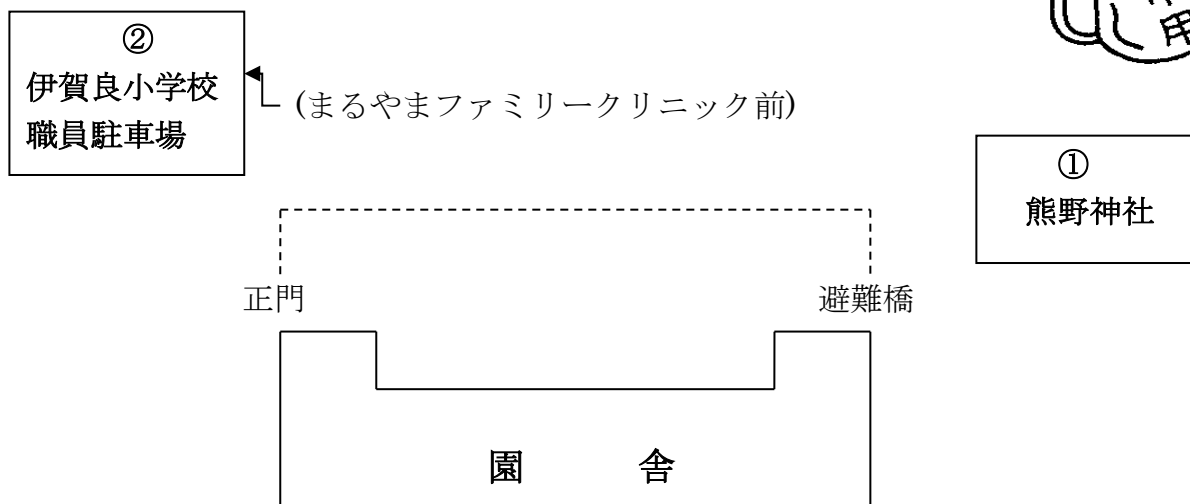 ②
伊賀良小学校
職員駐車場
(まるやまファミリークリニック前)
①
熊野神社
正門
避難橋
園 舎